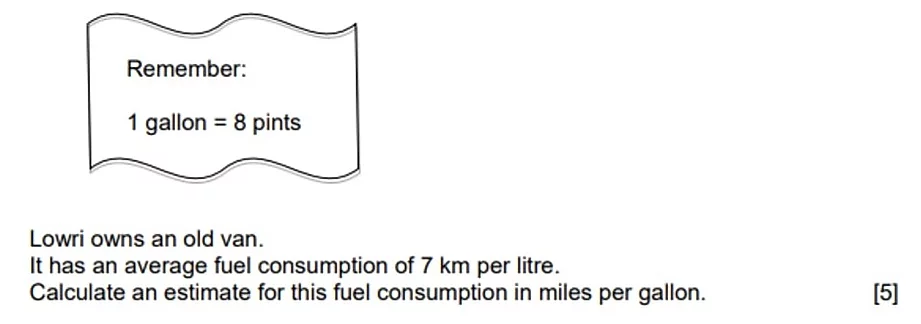 Remember:
1 gallon = 8 pints
Lowri owns an old van.
It has an average fuel consumption of 7 km per litre.
Calculate an estimate for this fuel consumption in miles per gallon. [5]